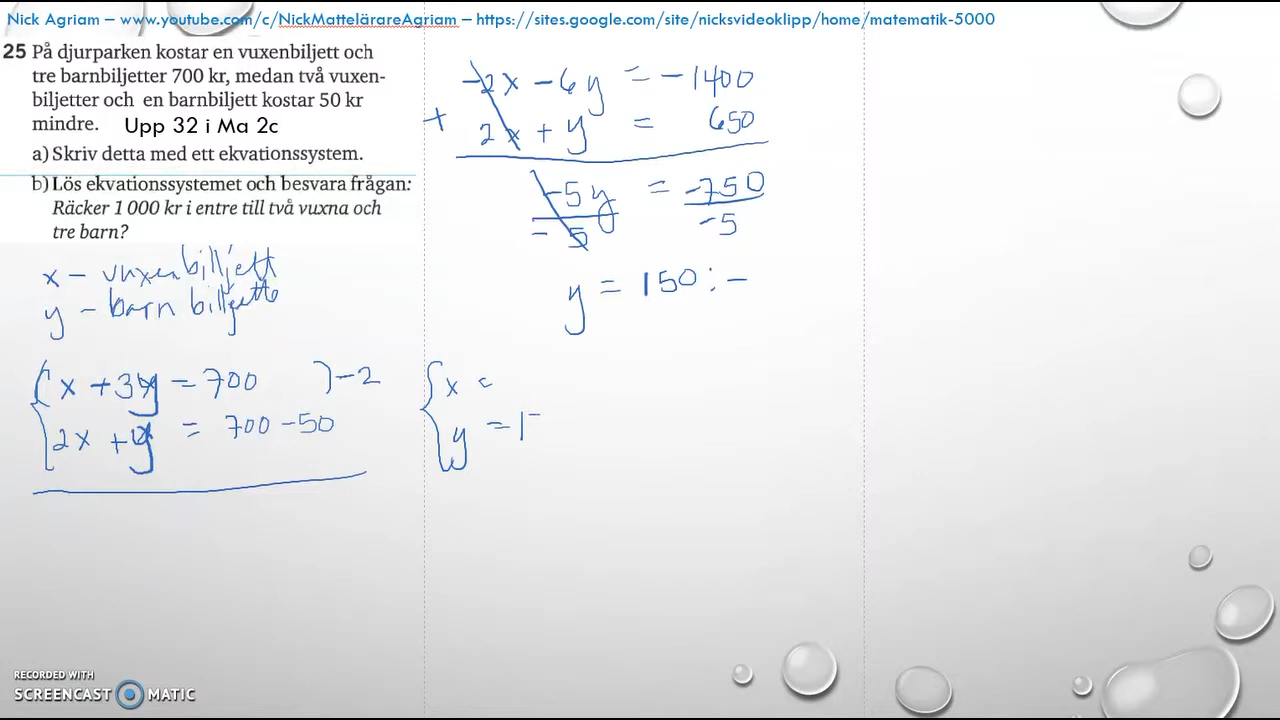 Nick Agriam – www.youtube.com/c/NickMattelärareAgriam – https://sites.google.com/site/nicksvideoklipp/home/matematik-5000
25 På djurparken kostar en vuxenbiljett och
tre barnbiljetter 700 kr, medan två vuxen-
biljetter och en barnbiljett kostar 50 kr
mindre. Upp 32 i Ma 2c
a) Skriv detta med ett ekvationssystem.
b) Lös ekvationssystemet och besvara frågan:
Räcker 1 000 kr i entre till två vuxna och
tre barn?
x – vuxenbilljett
y – barn billjett
x + 3y = 700 ) -2
2x + y = 700 - 50
-2x - 6y = -1400
+ 2x + y = 650
-5y = -750
-5 -5
y = 150 :-
x =
y = 1
RECORDED WITH
SCREENCAST MATIC